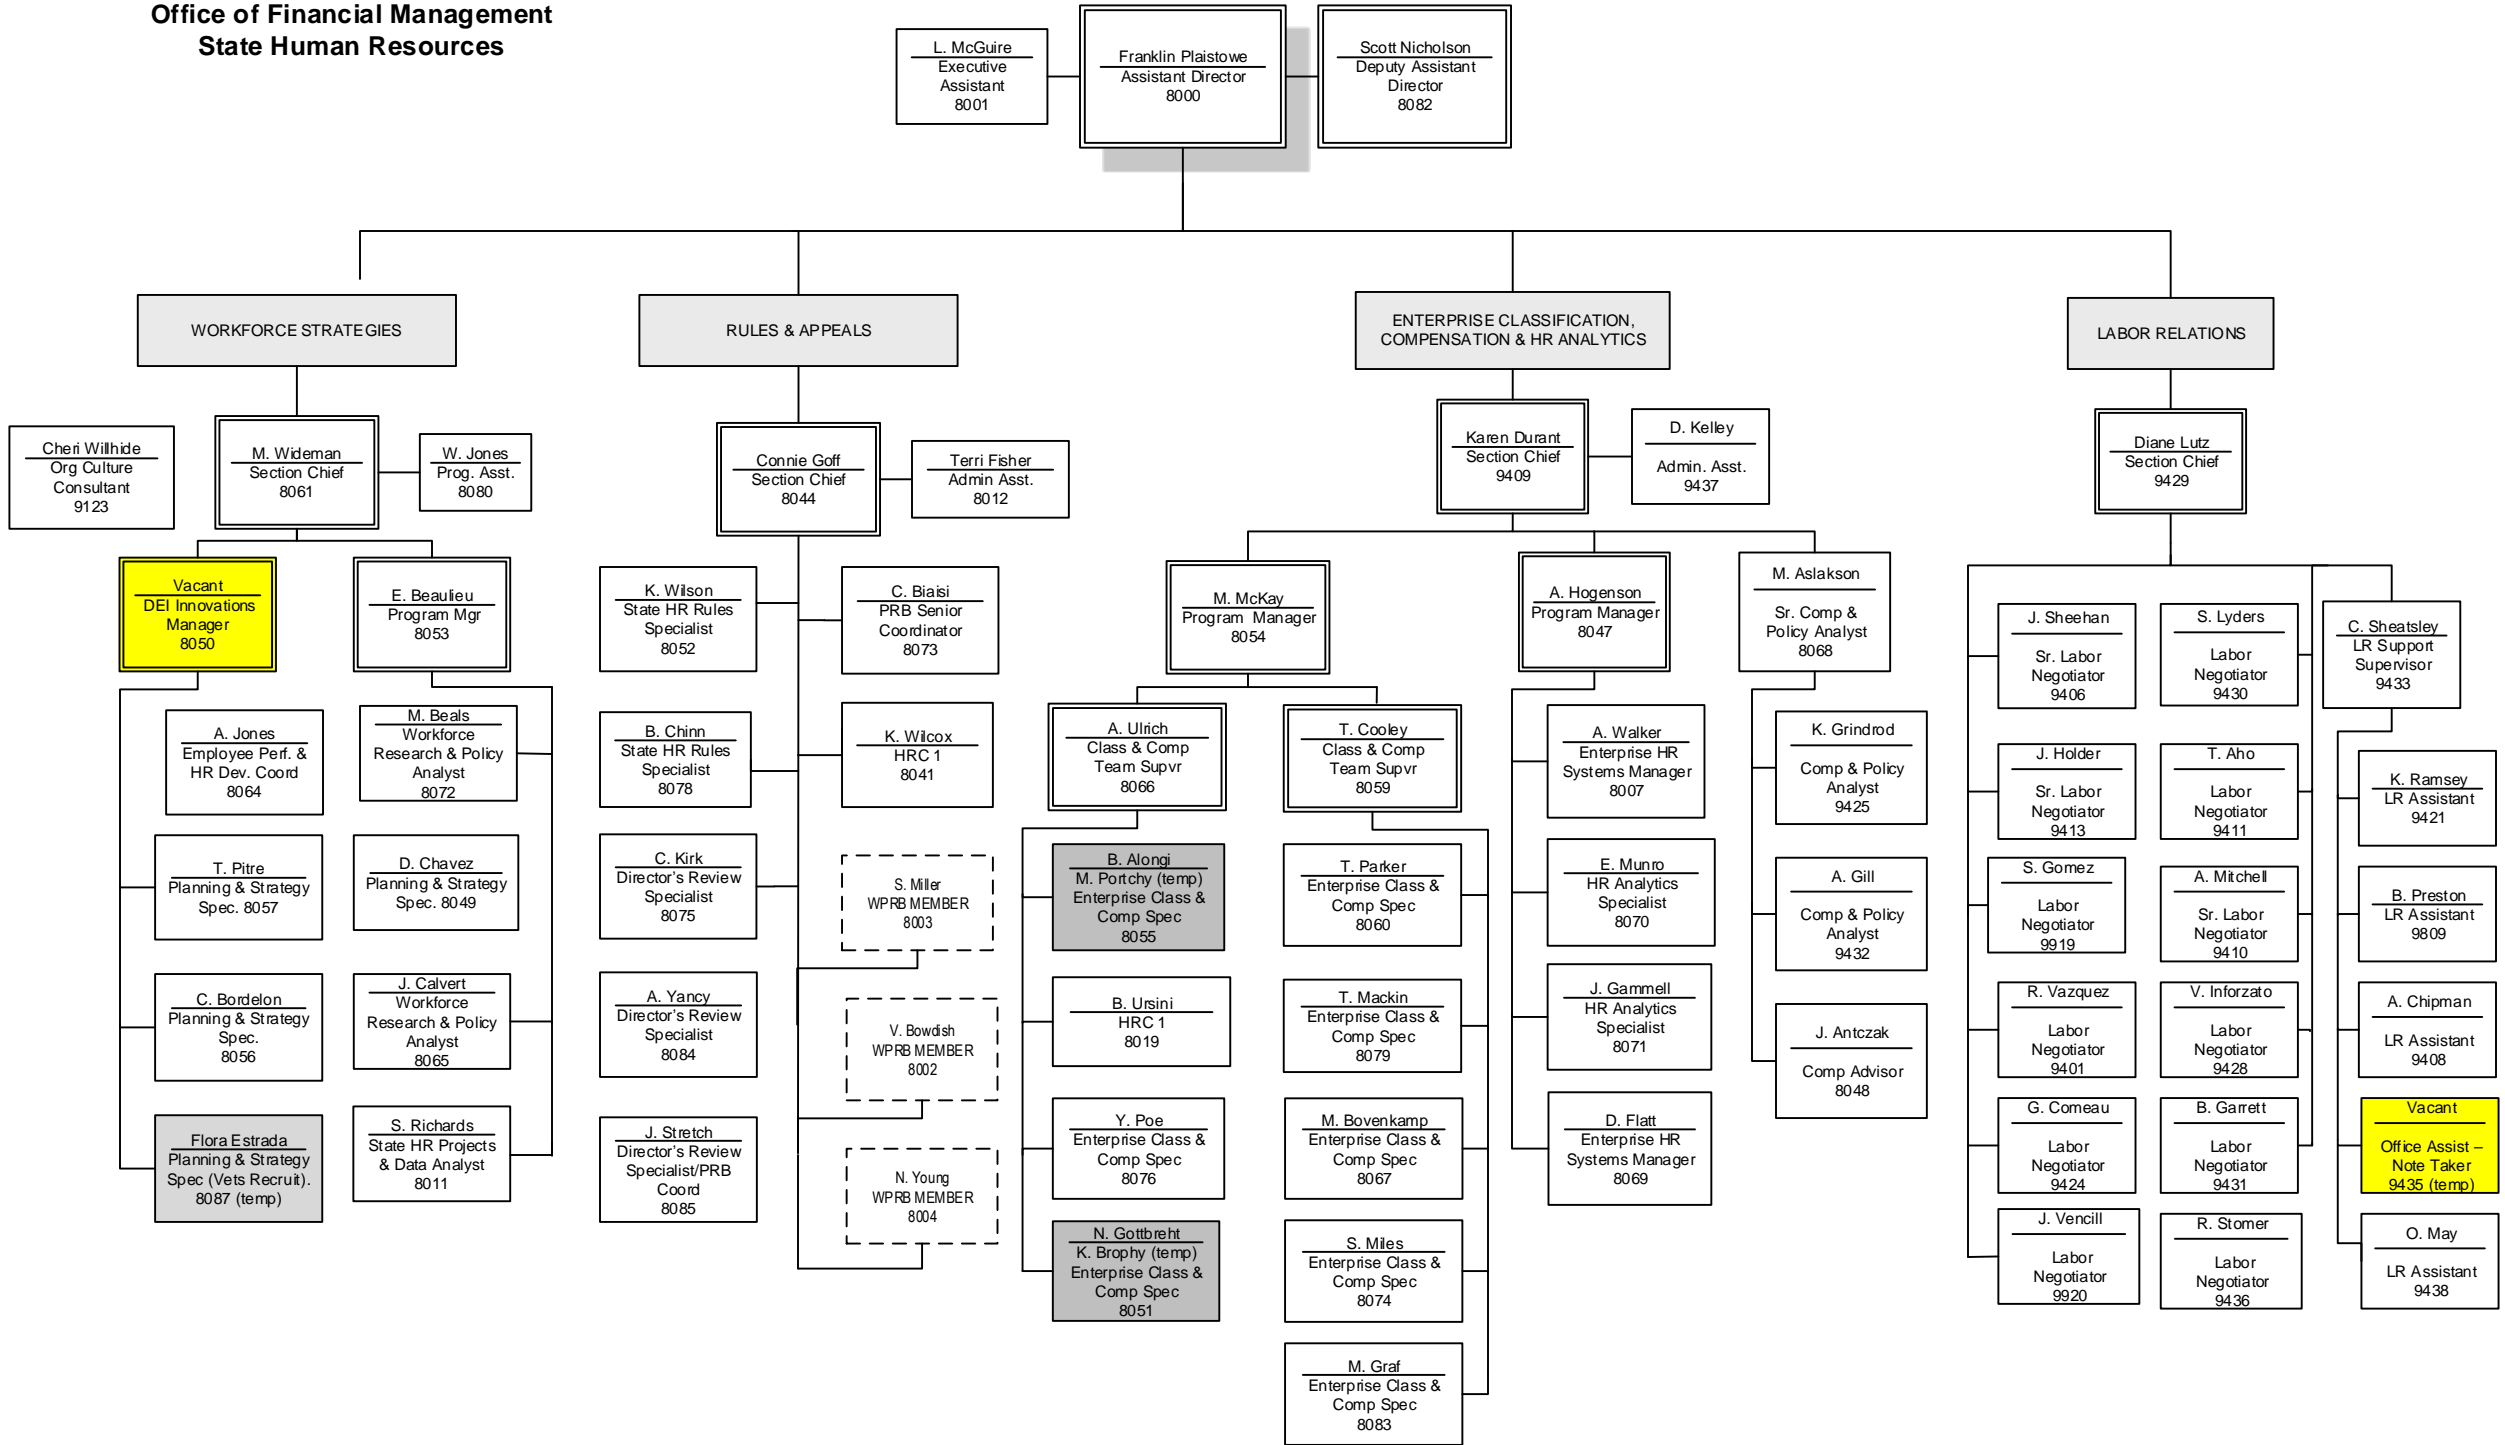 Office of Financial Management
State Human Resources
L. McGuire
Executive
Assistant
8001
Franklin Plaistowe
Assistant Director
8000
Scott Nicholson
Deputy Assistant
Director
8082
WORKFORCE STRATEGIES
RULES & APPEALS
ENTERPRISE CLASSIFICATION,
COMPENSATION & HR ANALYTICS
LABOR RELATIONS
Cheri Willhide
Org Culture
Consultant
9123
M. Wideman
Section Chief
8061
W. Jones
Prog. Asst.
8080
Vacant
DEI Innovations
Manager
8050
E. Beaulieu
Program Mgr
8053
A. Jones
Employee Perf. &
HR Dev. Coord
8064
T. Pitre
Planning & Strategy
Spec. 8057
C. Bordelon
Planning & Strategy
Spec.
8056
Flora Estrada
Planning & Strategy
Spec (Vets Recruit).
8087 (temp)
M. Beals
Workforce
Research & Policy
Analyst
8072
D. Chavez
Planning & Strategy
Spec. 8049
J. Calvert
Workforce
Research & Policy
Analyst
8065
S. Richards
State HR Projects
& Data Analyst
8011
Connie Goff
Section Chief
8044
Terri Fisher
Admin Asst.
8012
K. Wilson
State HR Rules
Specialist
8052
B. Chinn
State HR Rules
Specialist
8078
C. Kirk
Director's Review
Specialist
8075
A. Yancy
Director's Review
Specialist
8084
J. Stretch
Director's Review
Specialist/PRB
Coord
8085
C. Biaisi
PRB Senior
Coordinator
8073
K. Wilcox
HRC 1
8041
S. Miller
WPRB MEMBER
8003
V. Bowdish
WPRB MEMBER
8002
N. Young
WPRB MEMBER
8004
Karen Durant
Section Chief
9409
D. Kelley
Admin. Asst.
9437
M. McKay
Program Manager
8054
A. Hogenson
Program Manager
8047
M. Aslakson
Sr. Comp &
Policy Analyst
8068
A. Ulrich
Class & Comp
Team Supvr
8066
T. Cooley
Class & Comp
Team Supvr
8059
B. Alongi
M. Portchy (temp)
Enterprise Class &
Comp Spec
8055
B. Ursini
HRC 1
8019
Y. Poe
Enterprise Class &
Comp Spec
8076
N. Gottbreht
K. Brophy (temp)
Enterprise Class &
Comp Spec
8051
T. Parker
Enterprise Class &
Comp Spec
8060
T. Mackin
Enterprise Class &
Comp Spec
8079
M. Bovenkamp
Enterprise Class &
Comp Spec
8067
S. Miles
Enterprise Class &
Comp Spec
8074
M. Graf
Enterprise Class &
Comp Spec
8083
A. Walker
Enterprise HR
Systems Manager
8007
E. Munro
HR Analytics
Specialist
8070
J. Gammell
HR Analytics
Specialist
8071
D. Flatt
Enterprise HR
Systems Manager
8069
K. Grindrod
Comp & Policy
Analyst
9425
A. Gill
Comp & Policy
Analyst
9432
J. Antczak
Comp Advisor
8048
Diane Lutz
Section Chief
9429
J. Sheehan
Sr. Labor
Negotiator
9406
J. Holder
Sr. Labor
Negotiator
9413
S. Gomez
Labor
Negotiator
9919
R. Vazquez
Labor
Negotiator
9401
G. Comeau
Labor
Negotiator
9424
J. Vencill
Labor
Negotiator
9920
S. Lyders
Labor
Negotiator
9430
T. Aho
Labor
Negotiator
9411
A. Mitchell
Sr. Labor
Negotiator
9410
V. Inforzato
Labor
Negotiator
9428
B. Garrett
Labor
Negotiator
9431
R. Stomer
Labor
Negotiator
9436
C. Sheatsley
LR Support
Supervisor
9433
K. Ramsey
LR Assistant
9421
B. Preston
LR Assistant
9809
A. Chipman
LR Assistant
9408
Vacant
Office Assist –
Note Taker
9435 (temp)
O. May
LR Assistant
9438